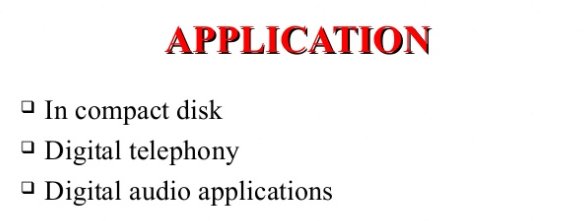 APPLICATION
❑ In compact disk
❑ Digital telephony
❑ Digital audio applications